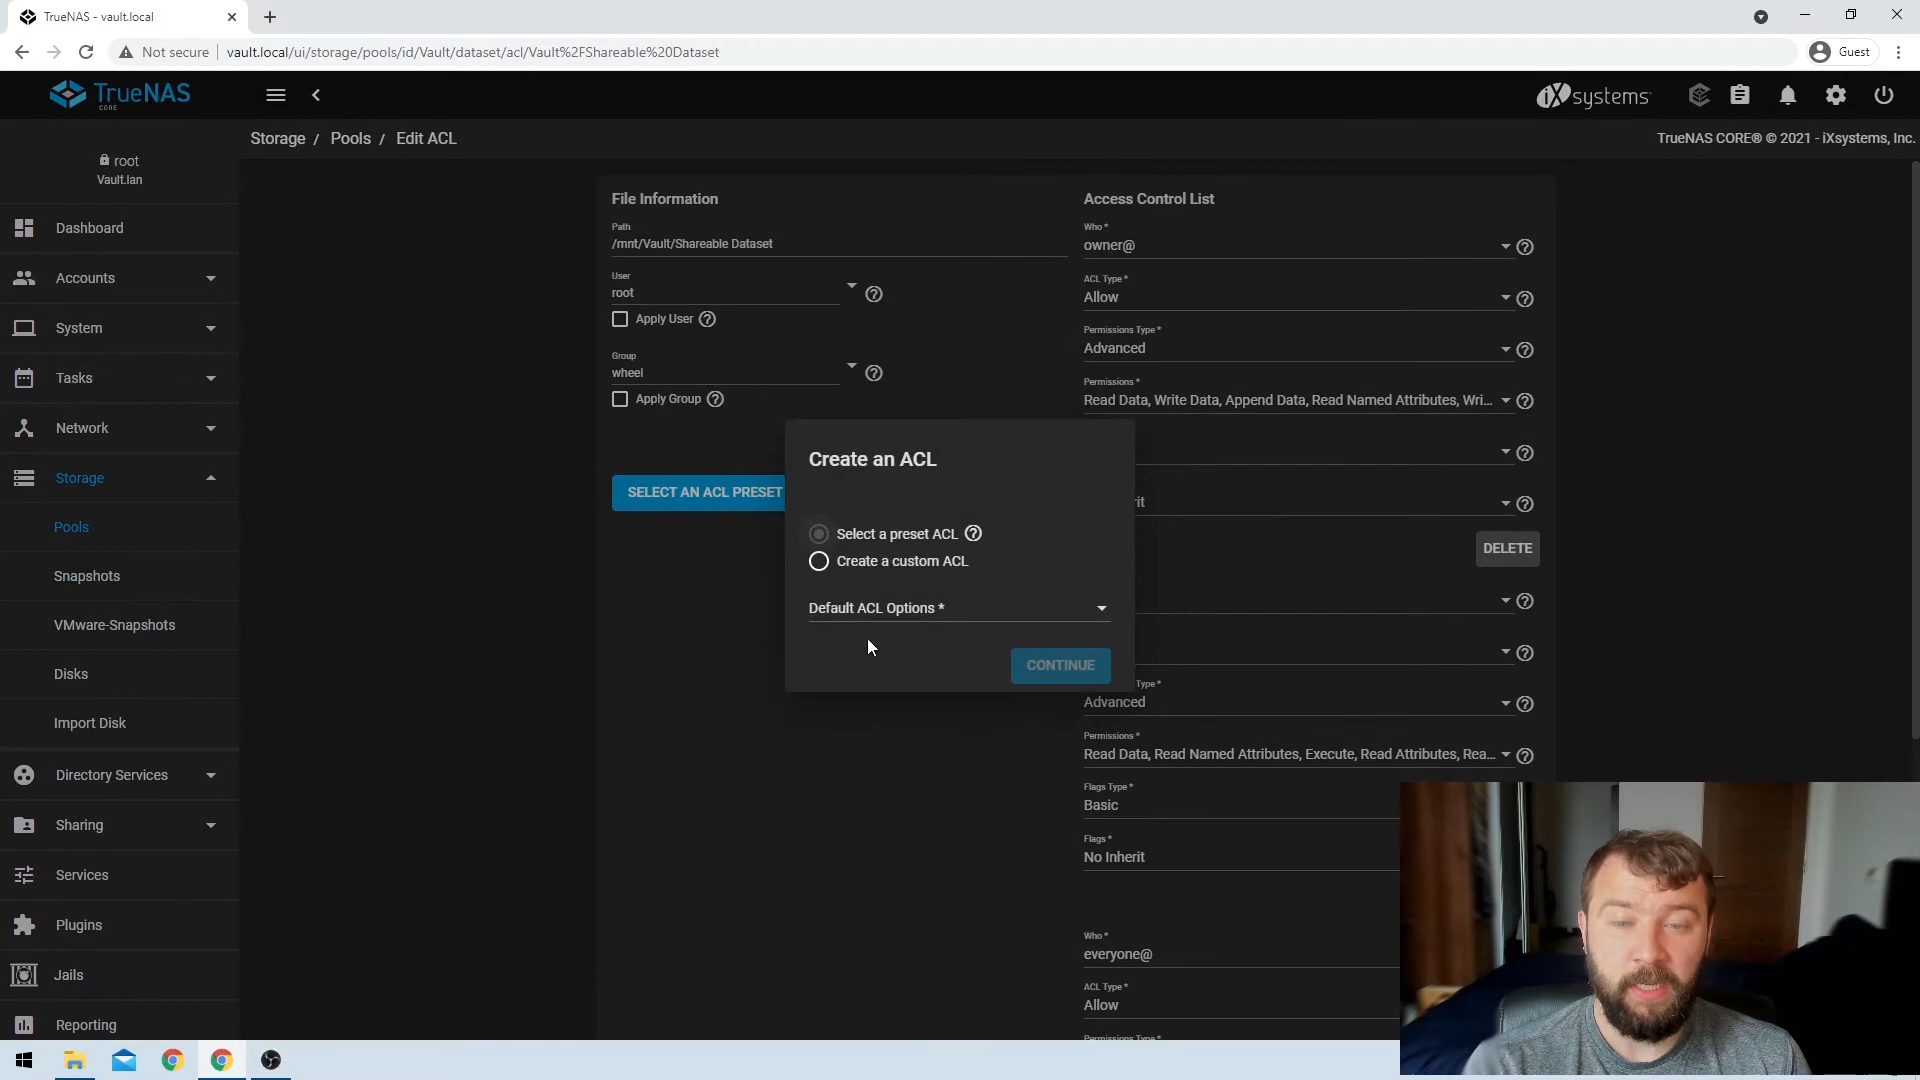 TrueNAS - vault.local
Not secure
vault.local/ui/storage/pools/id/Vault/dataset/acl/Vault%2FShareable%20Dataset
Guest
TrueNAS
CORE
iXsystems
Storage / Pools / Edit ACL
TrueNAS CORE® © 2021 - iXsystems, Inc.
root
Vault.lan
Dashboard
Accounts
System
Tasks
Network
Storage
Pools
Snapshots
VMware-Snapshots
Disks
Import Disk
Directory Services
Sharing
Services
Plugins
Jails
Reporting
File Information
Path
/mnt/Vault/Shareable Dataset
User
root
Apply User
Group
wheel
Apply Group
SELECT AN ACL PRESET
Create an ACL
Select a preset ACL
Create a custom ACL
Default ACL Options *
CONTINUE
Access Control List
Who *
owner@
ACL Type *
Allow
Permissions Type *
Advanced
Permissions *
Read Data, Write Data, Append Data, Read Named Attributes, Wri...
rit
DELETE
Type *
Advanced
Permissions *
Read Data, Read Named Attributes, Execute, Read Attributes, Rea...
Flags Type *
Basic
Flags *
No Inherit
Who *
everyone@
ACL Type *
Allow
Permissions Type *